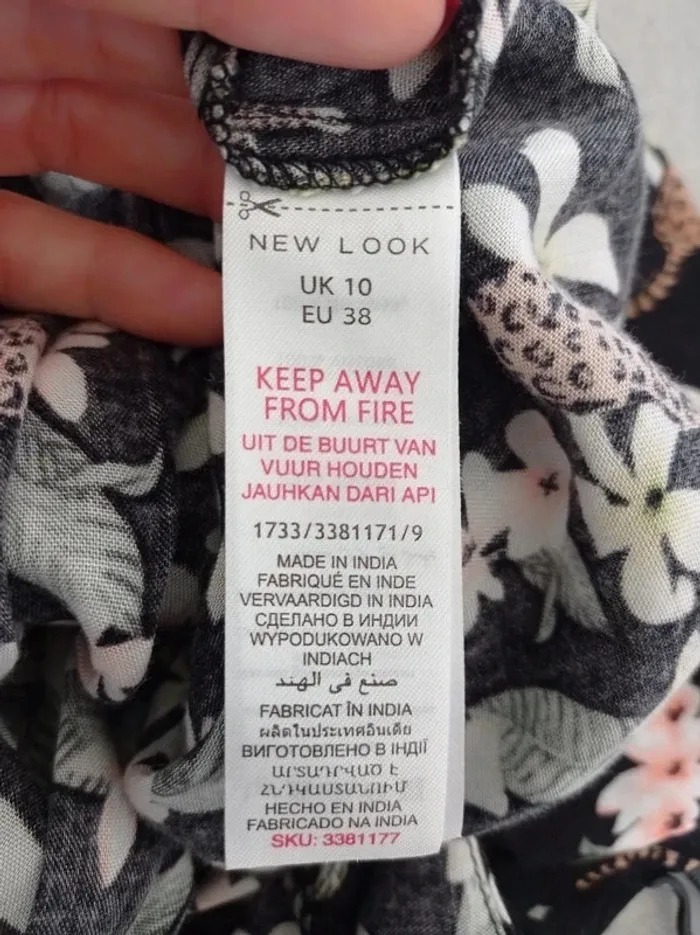 NEW LOOK
UK 10
EU 38
KEEP AWAY
FROM FIRE
UIT DE BUURT VAN
VUUR HOUDEN
JAUHKAN DARI API
1733/3381171/9
MADE IN INDIA
FABRIQUÉ EN INDE
VERVAARDIGD IN INDIA
СДЕЛАНО В ИНДИИ
WYPODUKOWANO W
INDIACH
صنع في الهند
FABRICAT ÎN INDIA
ผลิตในประเทศอินเดีย
ВИГОТОВЛЕНО В ІНДІЇ
ԱՐՏԱԴՐՎԱԾ Է
ՀՆԴԿԱՍՏԱՆՈՒՄ
HECHO EN INDIA
FABRICADO NA INDIA
SKU: 3381177